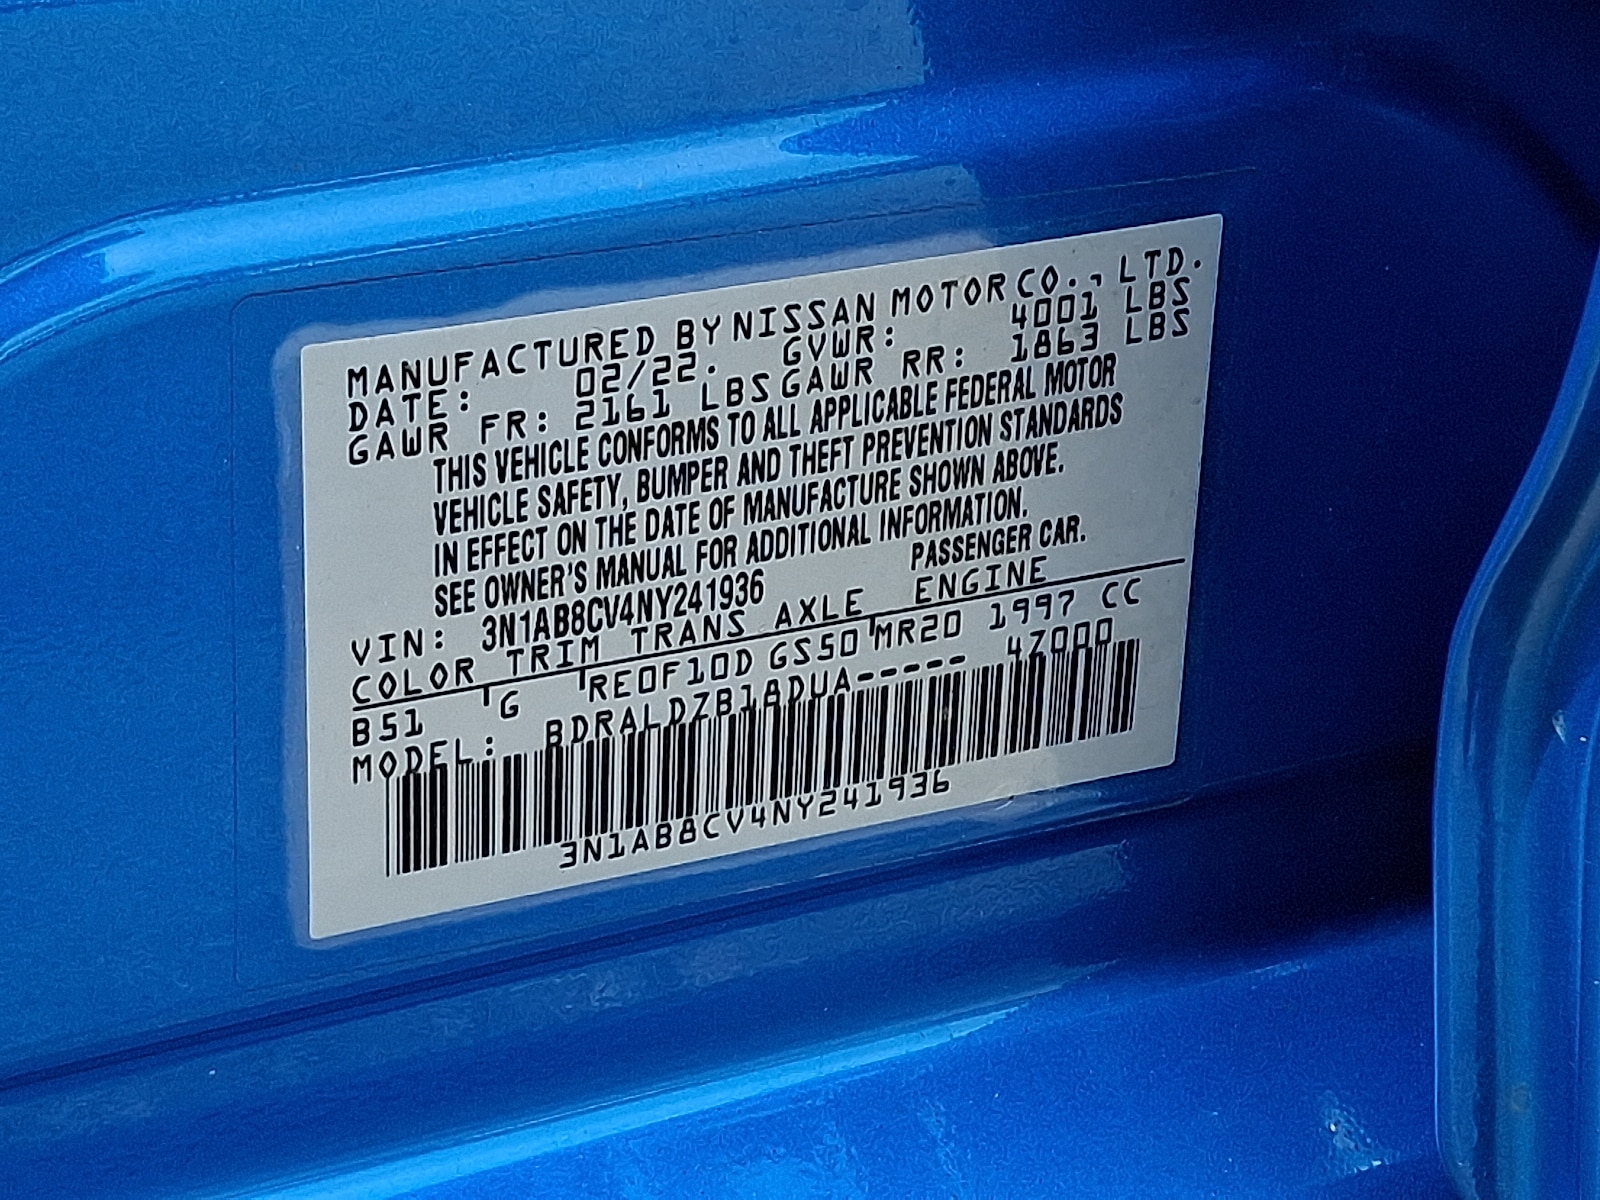 MANUFACTURED BY NISSAN MOTOR CO., LTD.
DATE: 02/22. GVWR: 4001 LBS
GAWR FR: 2161 LBS GAWR RR: 1863 LBS
THIS VEHICLE CONFORMS TO ALL APPLICABLE FEDERAL MOTOR
VEHICLE SAFETY, BUMPER AND THEFT PREVENTION STANDARDS
IN EFFECT ON THE DATE OF MANUFACTURE SHOWN ABOVE.
SEE OWNER'S MANUAL FOR ADDITIONAL INFORMATION.
VIN: 3N1AB8CV4NY241936 PASSENGER CAR.
COLOR TRIM TRANS AXLE ENGINE
B51 G RE0F10D GS50 MR20 1997 CC
MODEL: BDRALDZB18DUA----- 47000
3N1AB8CV4NY241936